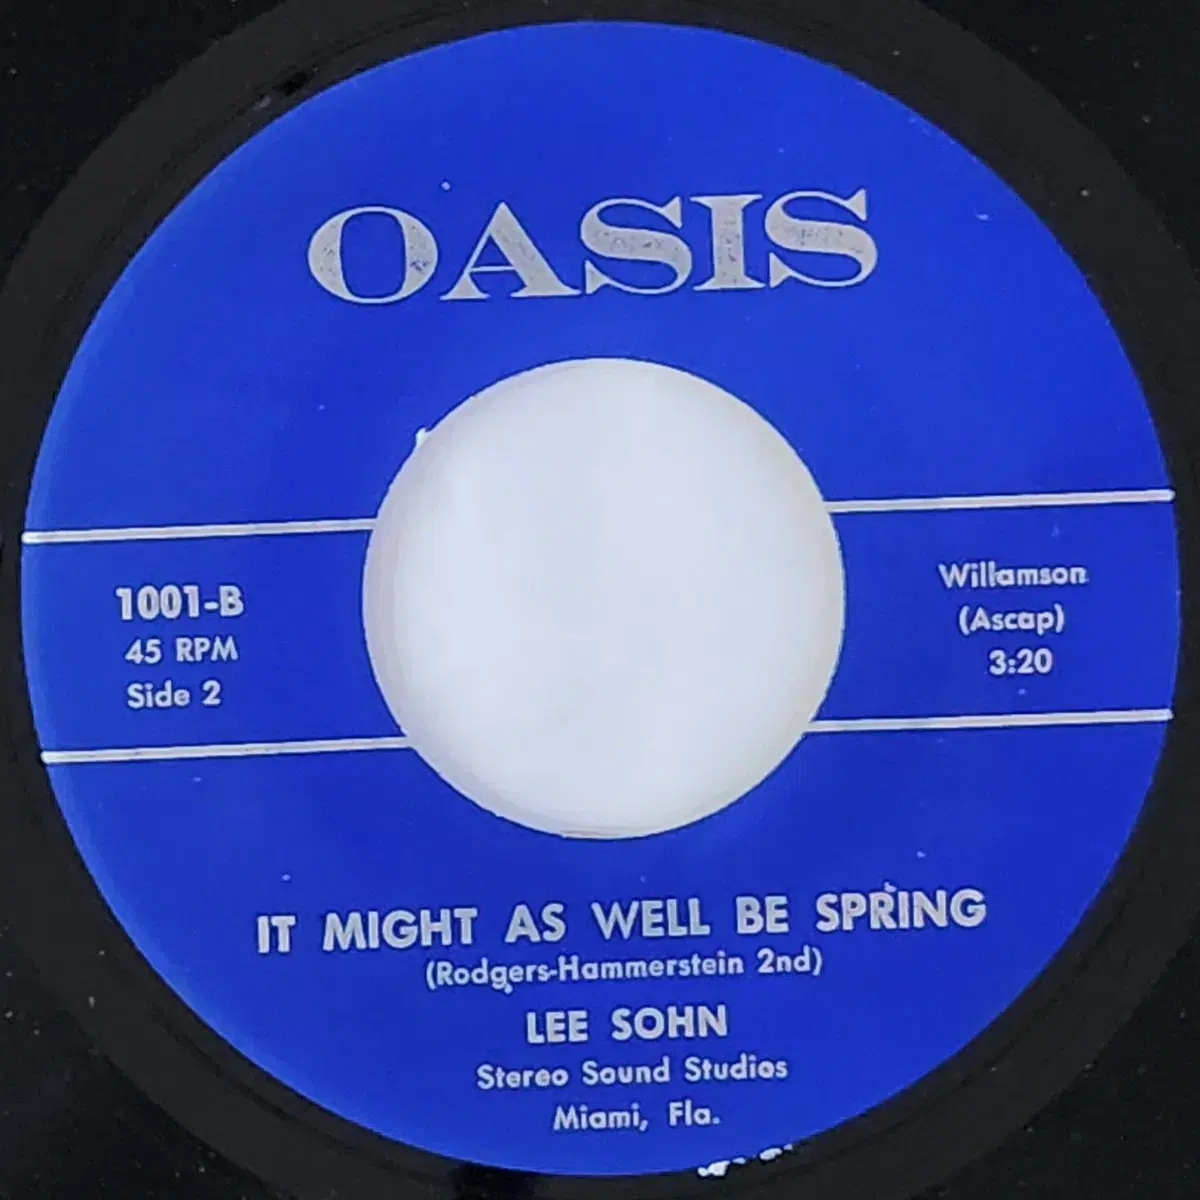 OASIS
1001-B
45 RPM
Side 2
Willamson
(Ascap)
3:20
IT MIGHT AS WELL BE SPRING
(Rodgers-Hammerstein 2nd)
LEE SOHN
Stereo Sound Studios
Miami, Fla.